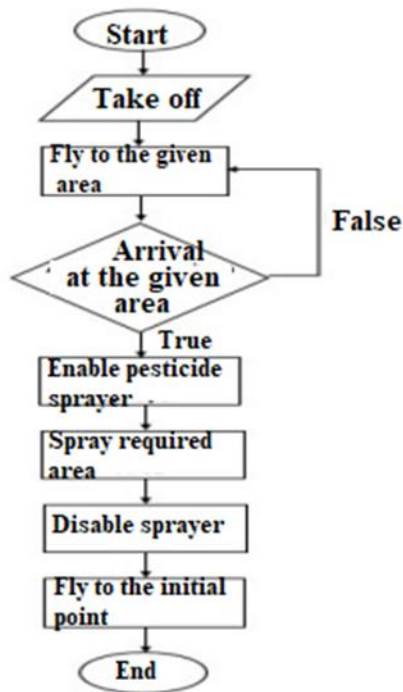 Start
Take off
Fly to the given
area
False
Arrival
at the given
area
True
Enable pesticide
sprayer
Spray required
area
Disable sprayer
Fly to the initial
point
End